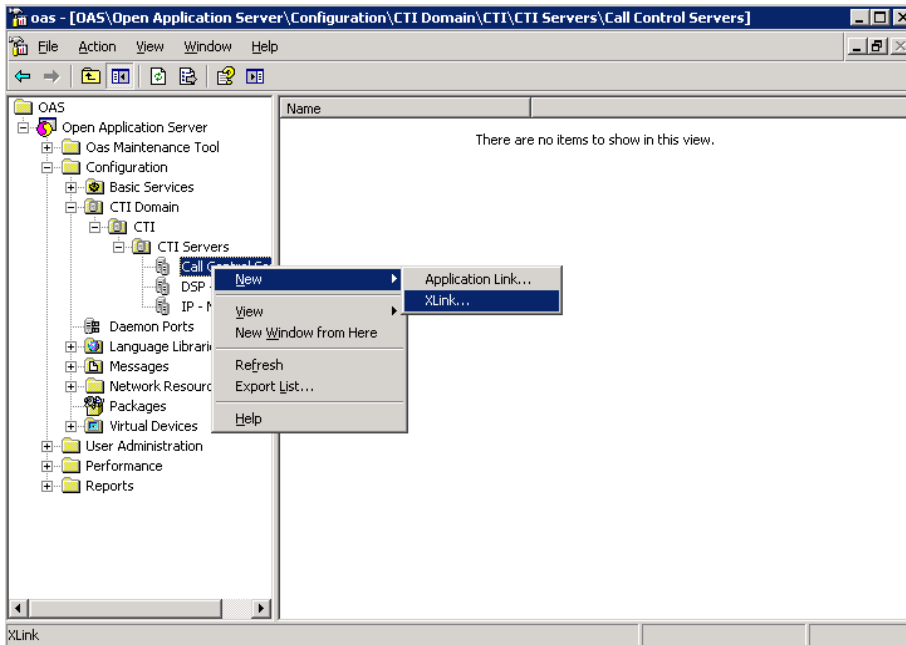 oas - [OAS\Open Application Server\Configuration\CTI Domain\CTI\CTI Servers\Call Control Servers]
File Action View Window Help
OAS
Open Application Server
Oas Maintenance Tool
Configuration
Basic Services
CTI Domain
CTI
CTI Servers
Call
DSP
IP
Daemon Ports
Language
Messages
Network
Packages
Virtual Devices
User Administration
Performance
Reports
Name
There are no items to show in this view.
New
View
New Window from Here
Refresh
Export List...
Help
Application Link...
XLink...
XLink